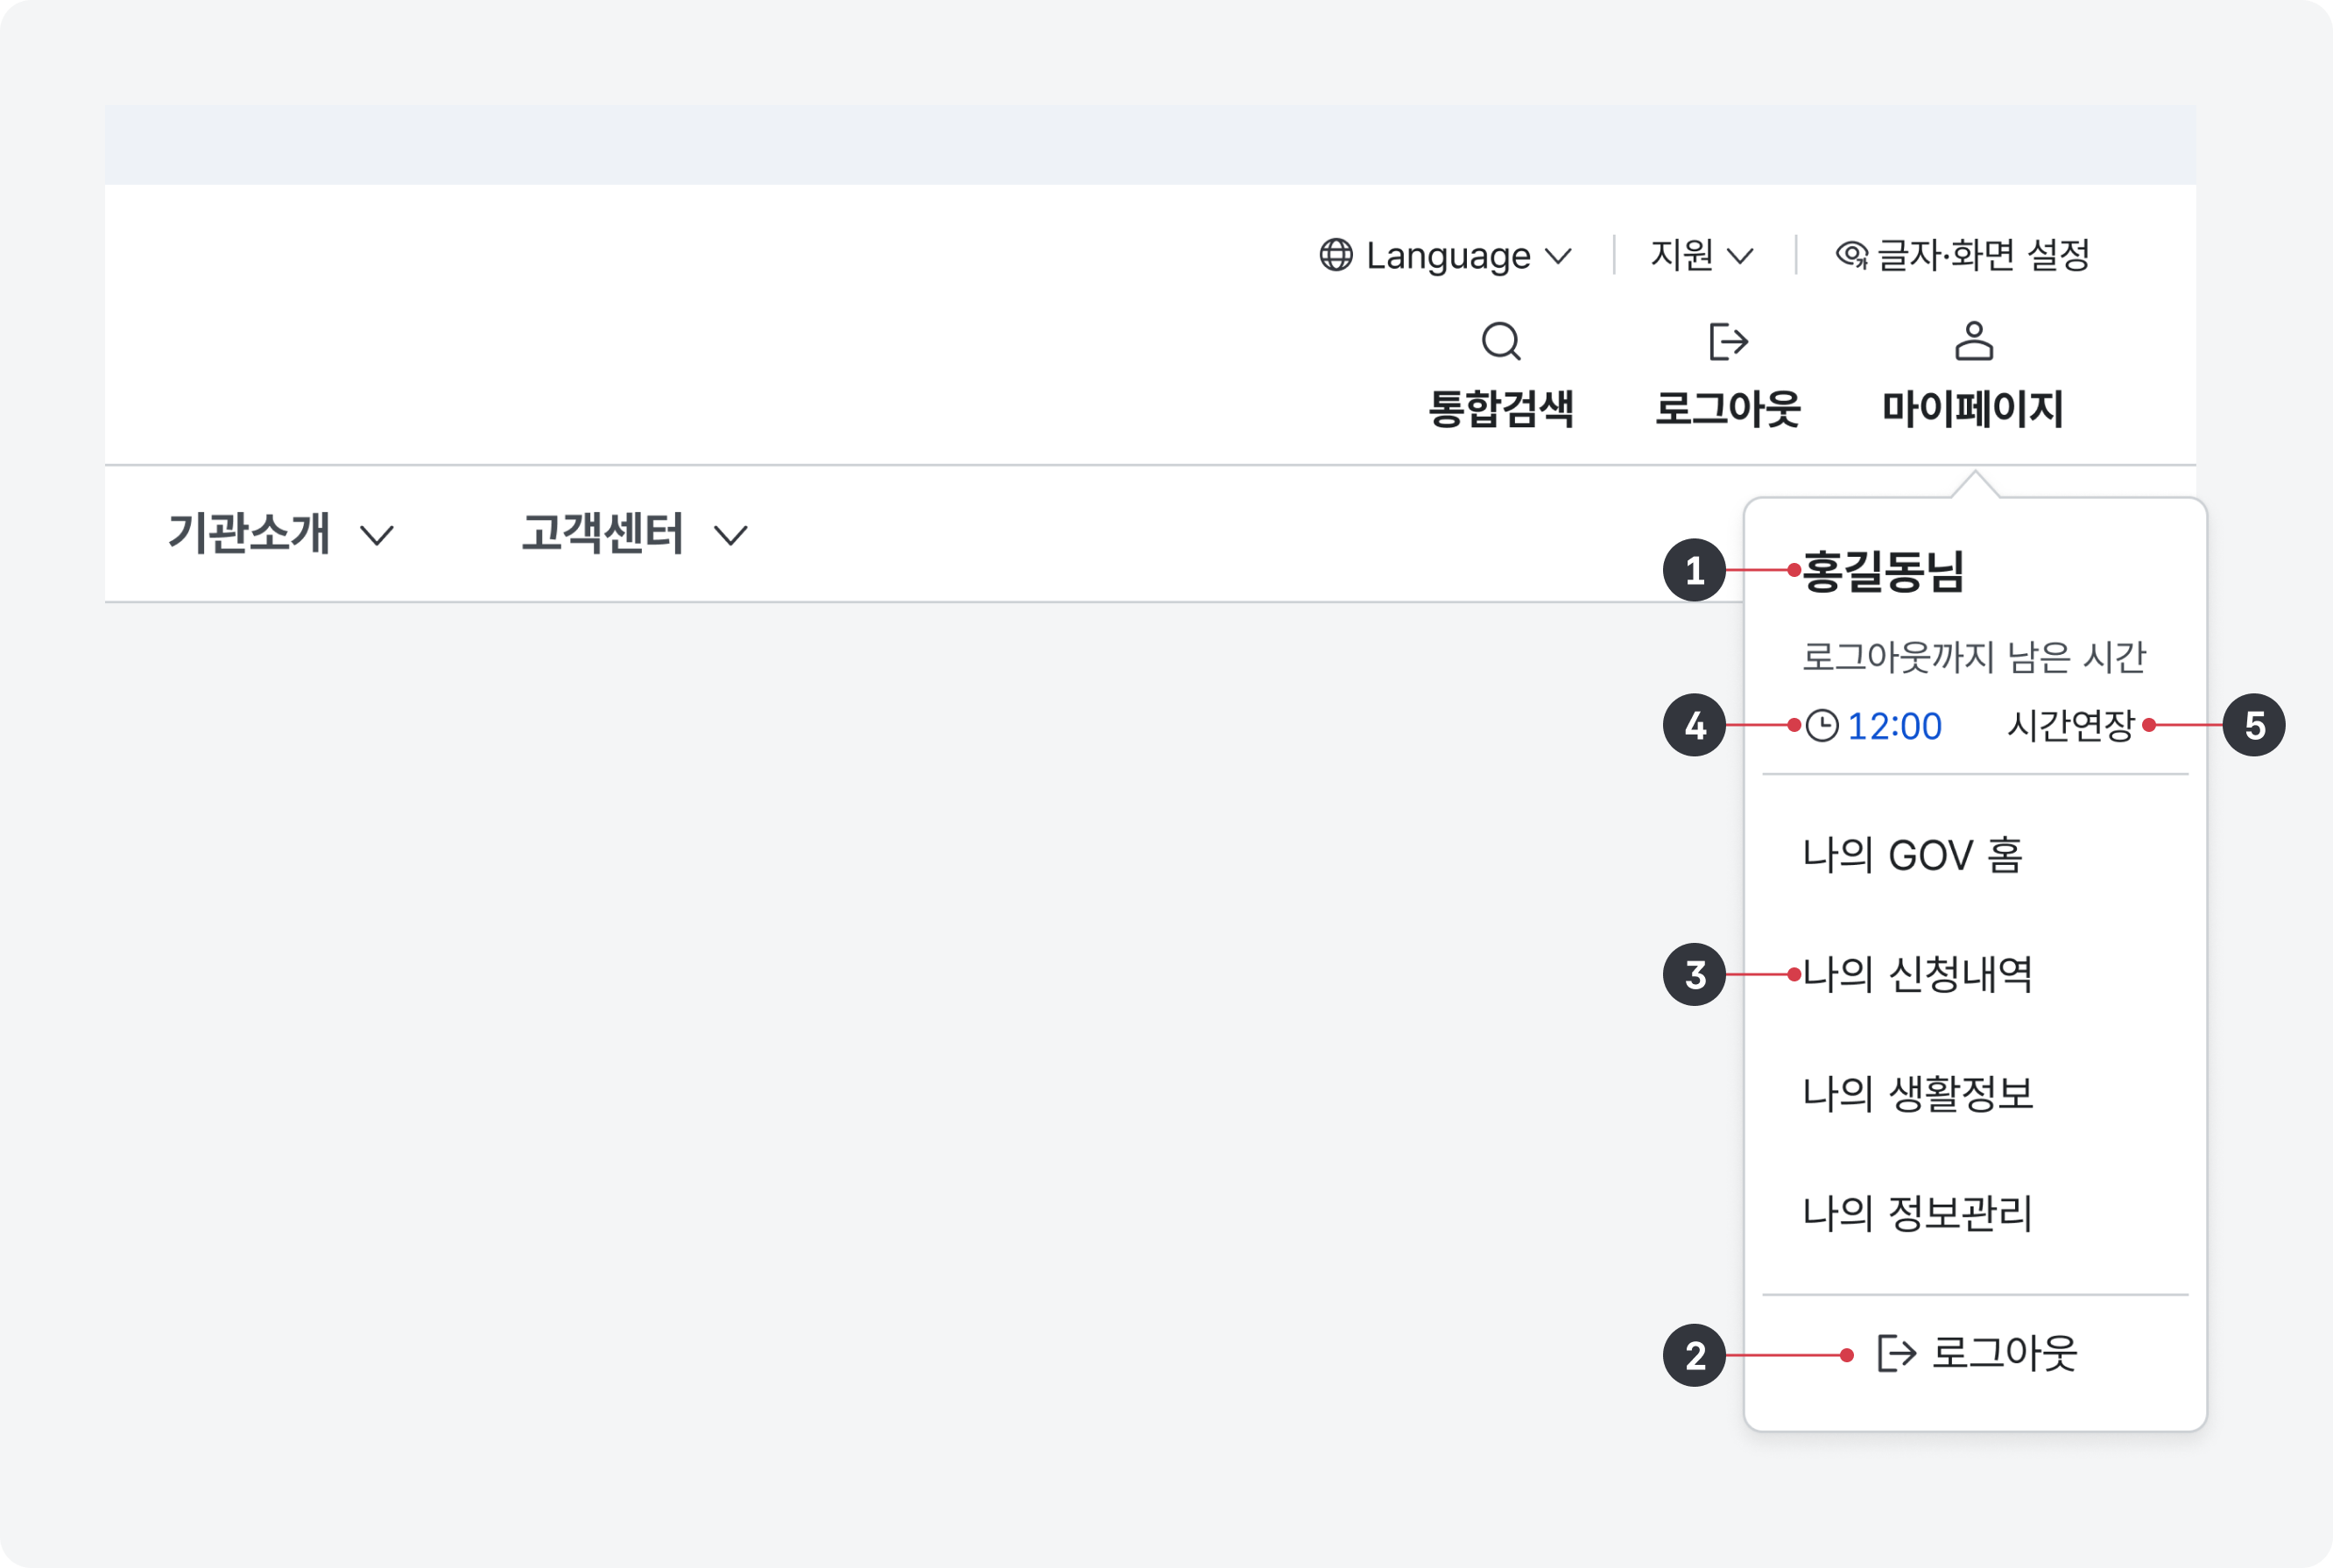 Language 지원 글자·화면 설정
통합검색 로그아웃 마이페이지
기관소개 고객센터
1 홍길동님
로그아웃까지 남은 시간
4 12:00 시간연장 5
나의 GOV 홈
3 나의 신청내역
나의 생활정보
나의 정보관리
2 로그아웃